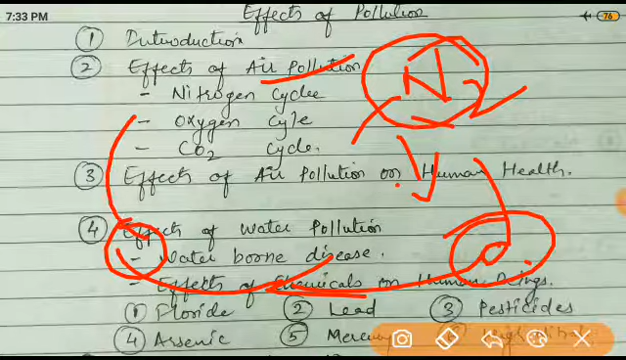 7:33 PM 76
Effects of Pollution
① Introduction
② Effects of Air Pollution
- Nitrogen Cycle
- Oxygen Cycle
- CO2 Cycle.
③ Effects of Air Pollution on Human Health.
④ Effects of Water Pollution
- Water borne disease.
- Effects of Chemicals on Human Beings.
① Floride ② Lead ③ Pesticides
④ Arsenic ⑤ Mercury
N2